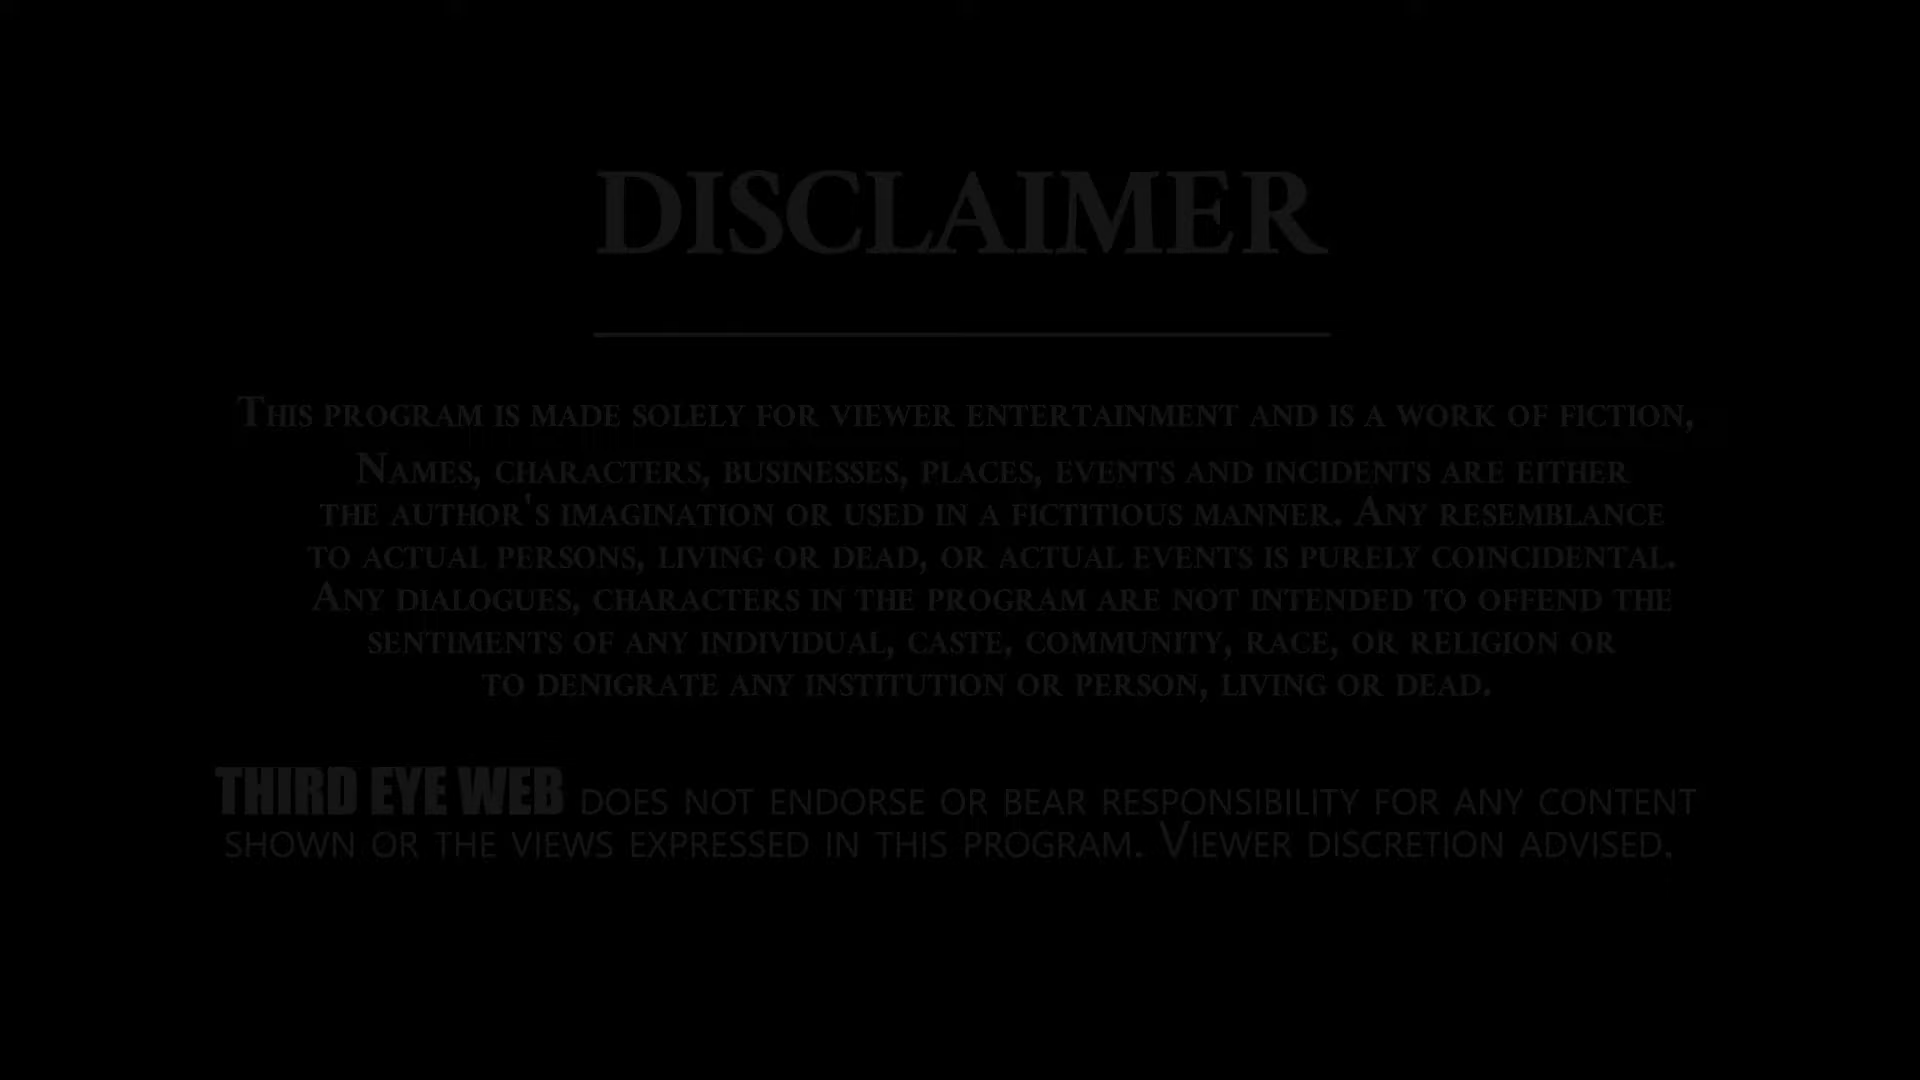 DISCLAIMER
This program is made solely for viewer entertainment and is a work of fiction,
Names, characters, businesses, places, events and incidents are either
the author's imagination or used in a fictitious manner. Any resemblance
to actual persons, living or dead, or actual events is purely coincidental.
Any dialogues, characters in the program are not intended to offend the
sentiments of any individual, caste, community, race, or religion or
to denigrate any institution or person, living or dead.
THIRD EYE WEB does not endorse or bear responsibility for any content
shown or the views expressed in this program. Viewer discretion advised.